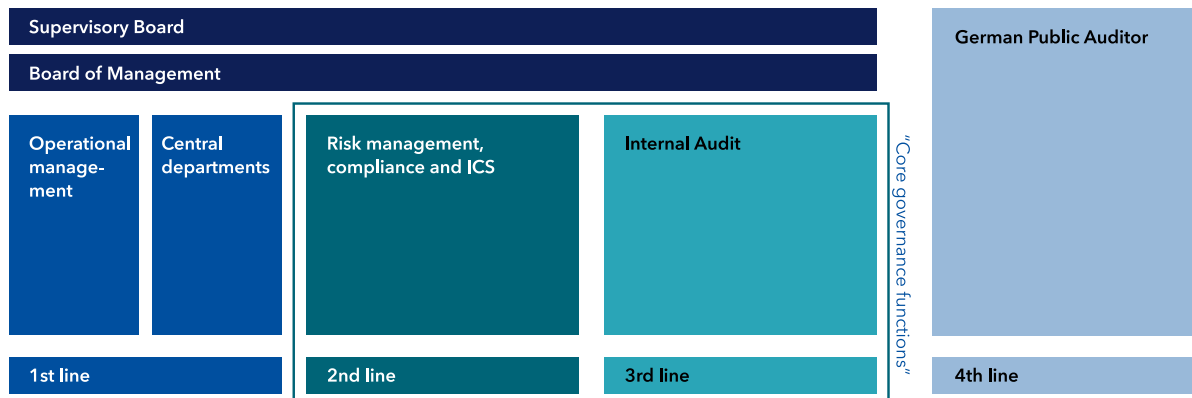 Supervisory Board
Board of Management
German Public Auditor
Operational
manage-
ment
Central
departments
Risk management,
compliance and ICS
Internal Audit
“Core governance functions”
1st line
2nd line
3rd line
4th line